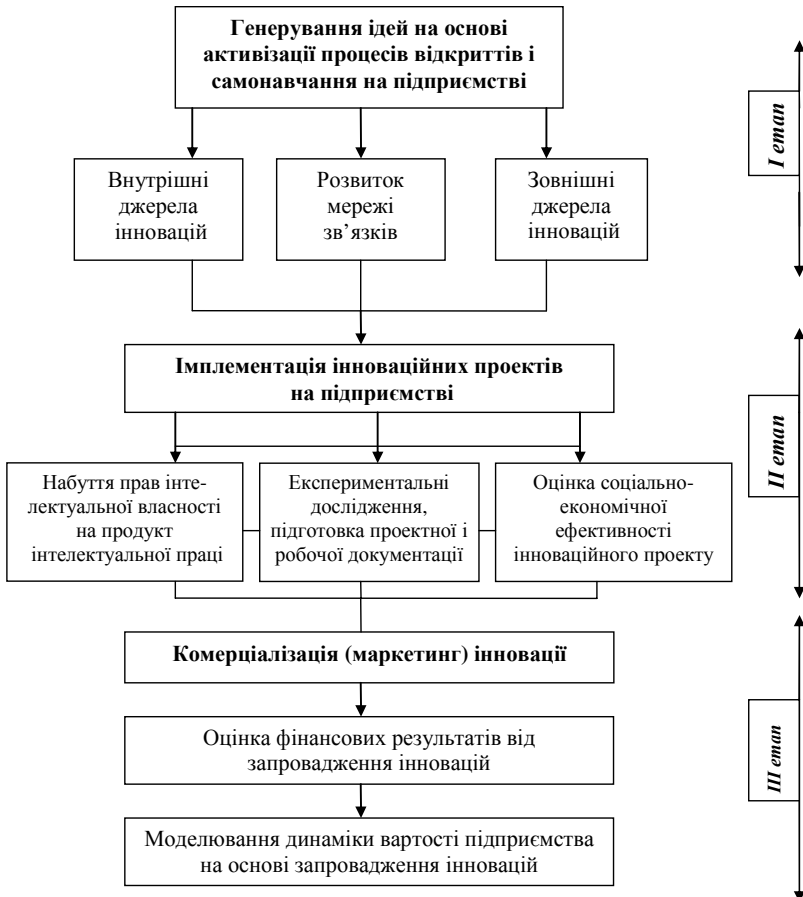 Генерування ідей на основі
активізації процесів відкриттів і
самонавчання на підприємстві
I етап
Внутрішні
джерела
інновацій
Розвиток
мережі
зв’язків
Зовнішні
джерела
інновацій
Імплементація інноваційних проектів
на підприємстві
II етап
Набуття прав інте-
лектуальної власності
на продукт
інтелектуальної праці
Експериментальні
дослідження,
підготовка проектної і
робочої документації
Оцінка соціально-
економічної
ефективності
інноваційного проекту
Комерціалізація (маркетинг) інновації
III етап
Оцінка фінансових результатів від
запровадження інновацій
Моделювання динаміки вартості підприємства
на основі запровадження інновацій